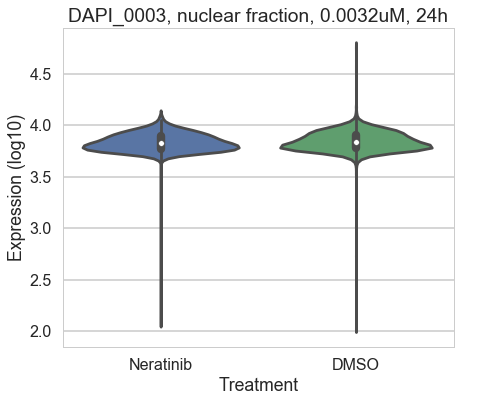 DAPI_0003, nuclear fraction, 0.0032uM, 24h
Expression (log10)
4.5
4.0
3.5
3.0
2.5
2.0
Neratinib
DMSO
Treatment